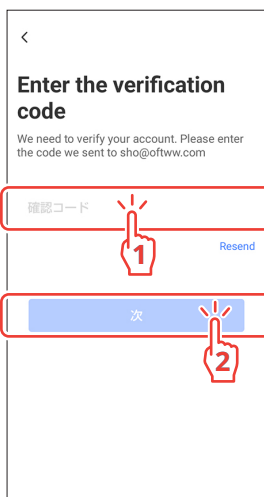 Enter the verification
code
We need to verify your account. Please enter
the code we sent to sho@oftww.com
確認コード
1
Resend
次
2